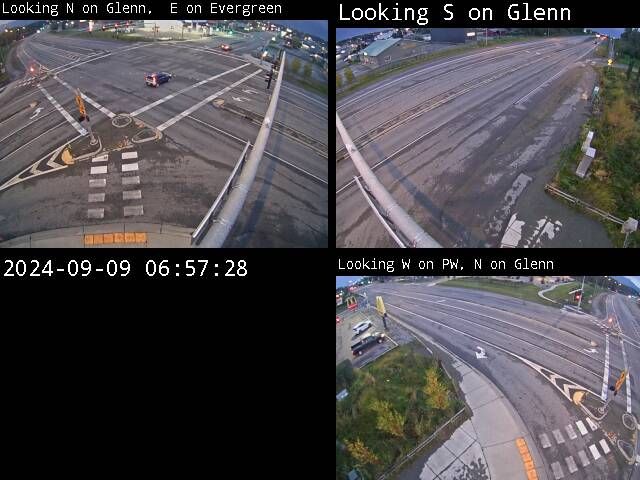 Looking N on Glenn,  E on Evergreen
Looking S on Glenn
2024-09-09 06:57:28
Looking W on PW, N on Glenn